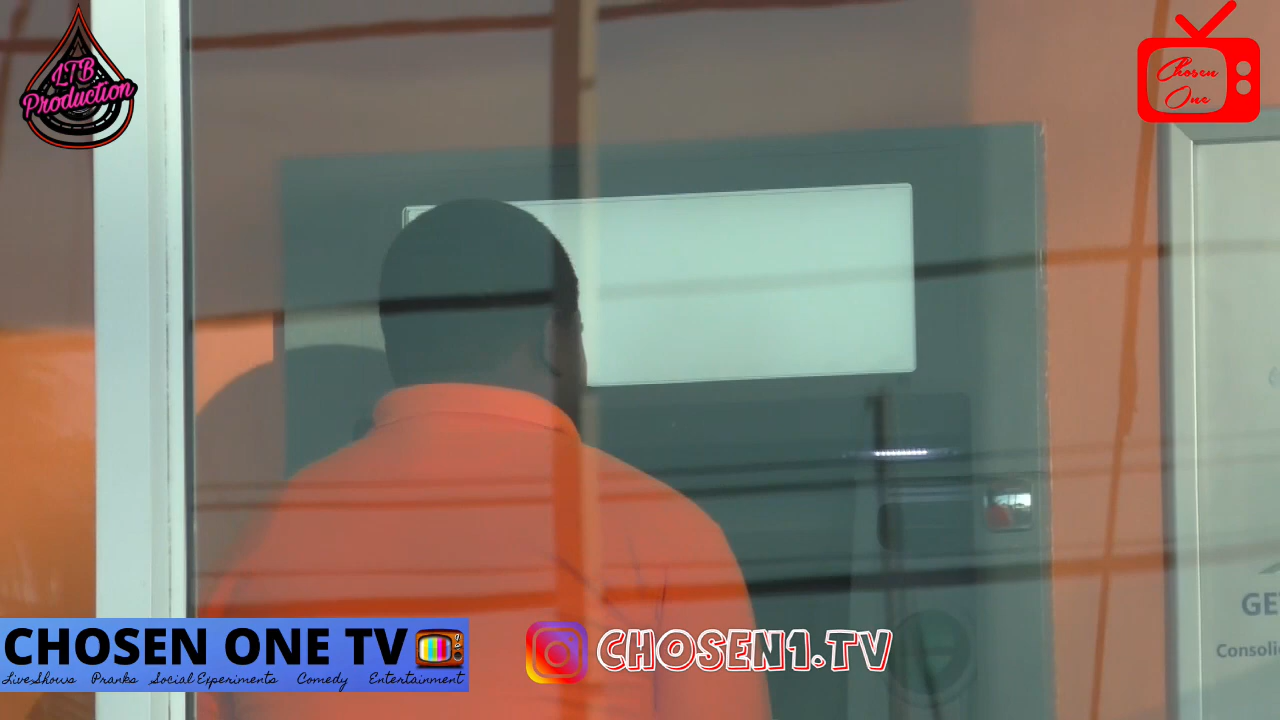 LTB
Production
Chosen
One
GE
Consoli
CHOSEN ONE TV
LiveShows Pranks Social Experiments Comedy Entertainment
CHOSEN1.TV